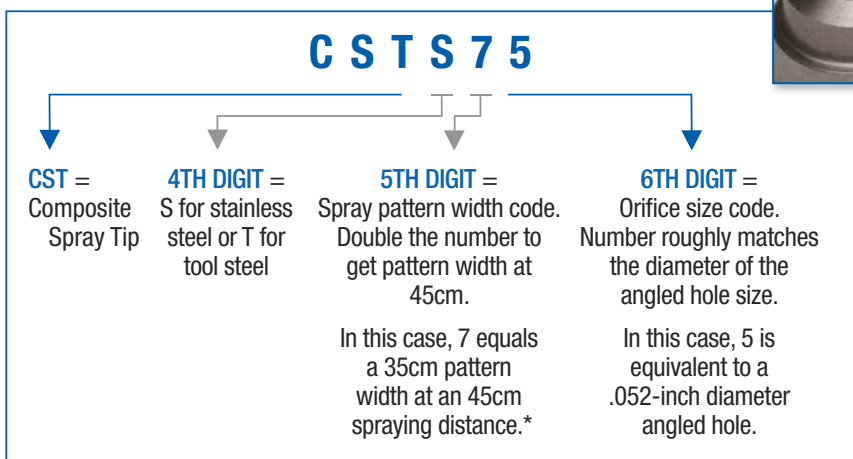 C S T S 7 5
CST =
Composite
Spray Tip
4TH DIGIT =
S for stainless
steel or T for
tool steel
5TH DIGIT =
Spray pattern width code.
Double the number to
get pattern width at
45cm.
In this case, 7 equals
a 35cm pattern
width at an 45cm
spraying distance.*
6TH DIGIT =
Orifice size code.
Number roughly matches
the diameter of the
angled hole size.
In this case, 5 is
equivalent to a
.052-inch diameter
angled hole.